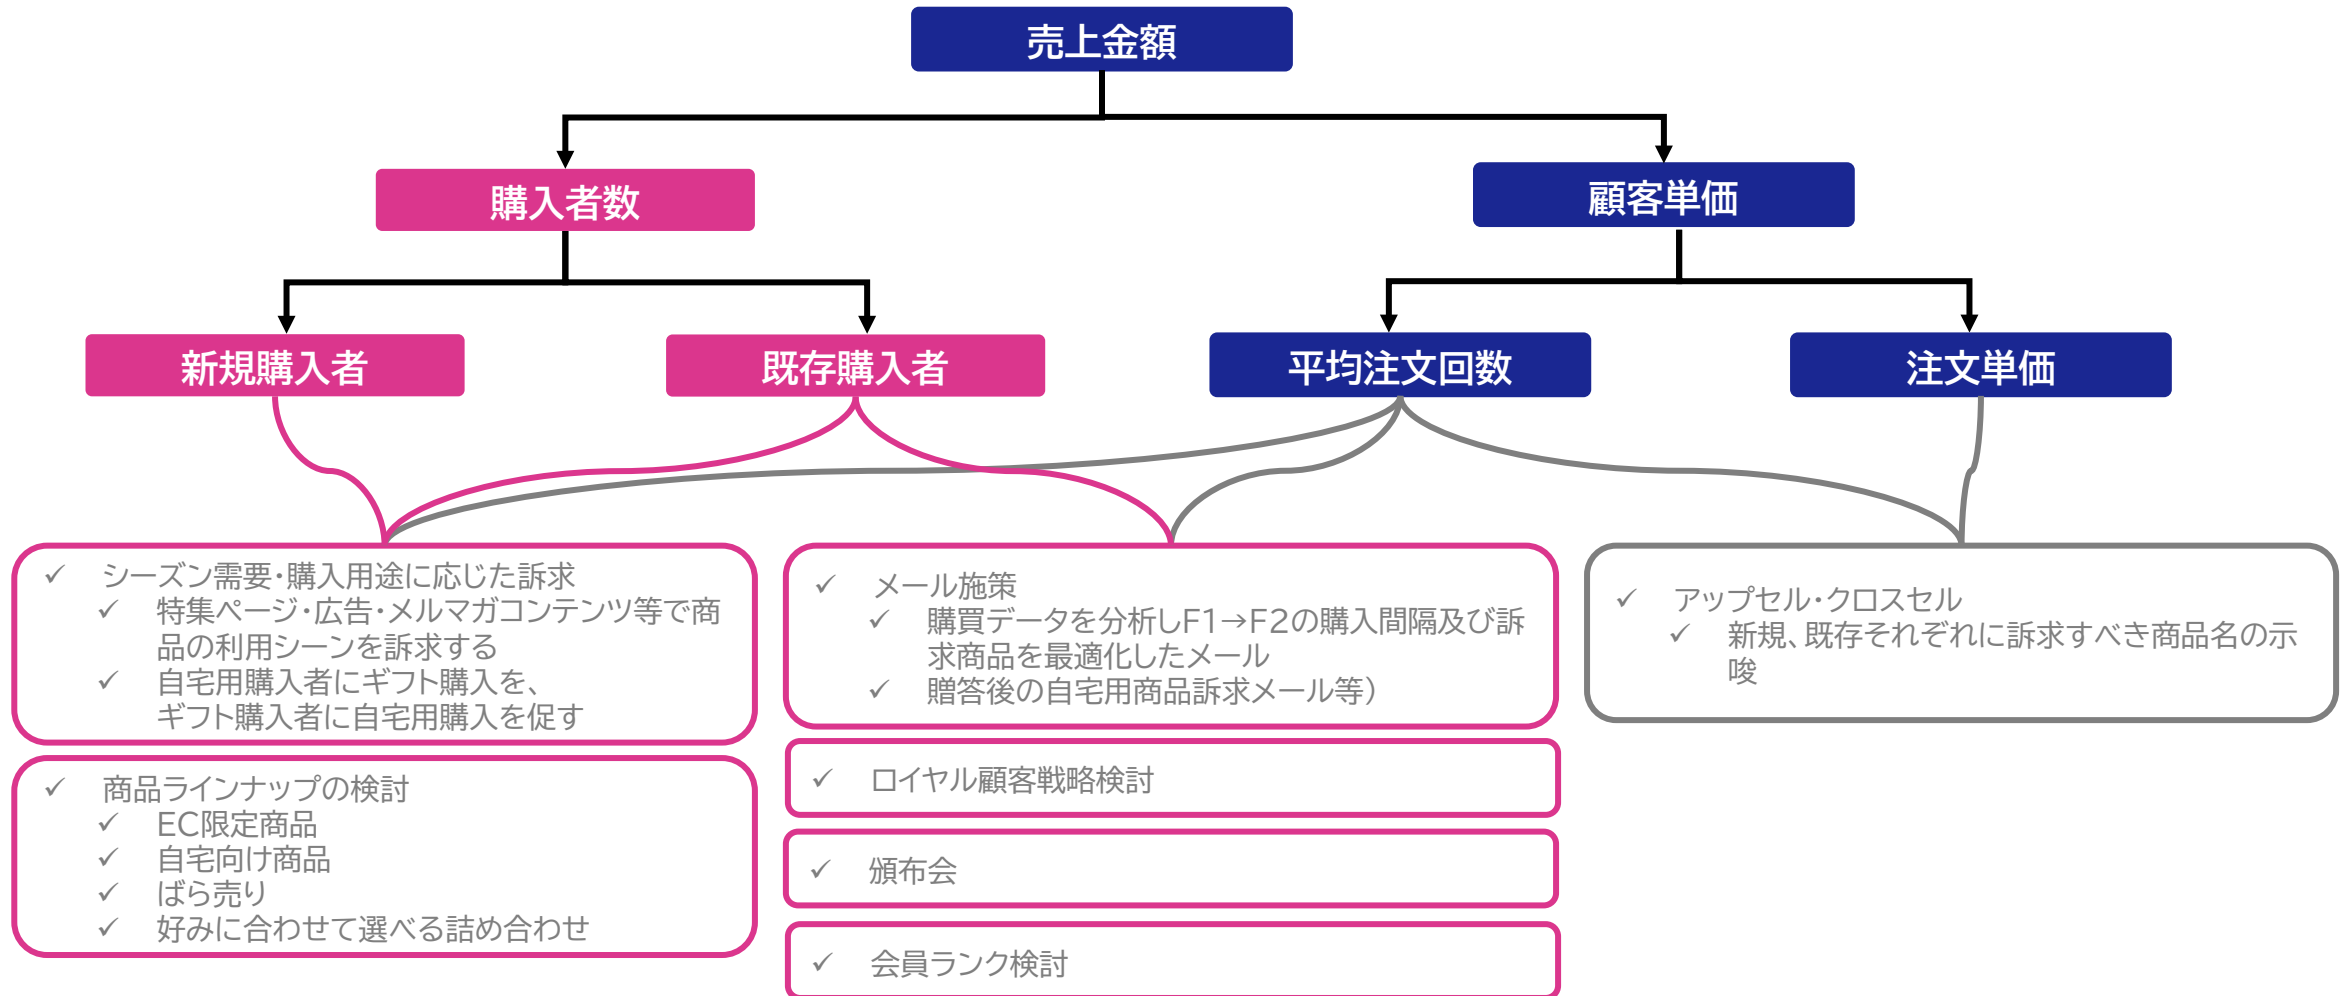 売上金額
購入者数
顧客単価
新規購入者
既存購入者
平均注文回数
注文単価
✓ シーズン需要・購入用途に応じた訴求
✓ 特集ページ・広告・メルマガコンテンツ等で商
品の利用シーンを訴求する
✓ 自宅用購入者にギフト購入を、
ギフト購入者に自宅用購入を促す
✓ 商品ラインナップの検討
✓ EC限定商品
✓ 自宅向け商品
✓ ばら売り
✓ 好みに合わせて選べる詰め合わせ
✓ メール施策
✓ 購買データを分析しF1→F2の購入間隔及び訴
求商品を最適化したメール
✓ 贈答後の自宅用商品訴求メール等）
✓ ロイヤル顧客戦略検討
✓ 頒布会
✓ 会員ランク検討
✓ アップセル・クロスセル
✓ 新規、既存それぞれに訴求すべき商品名の示
唆